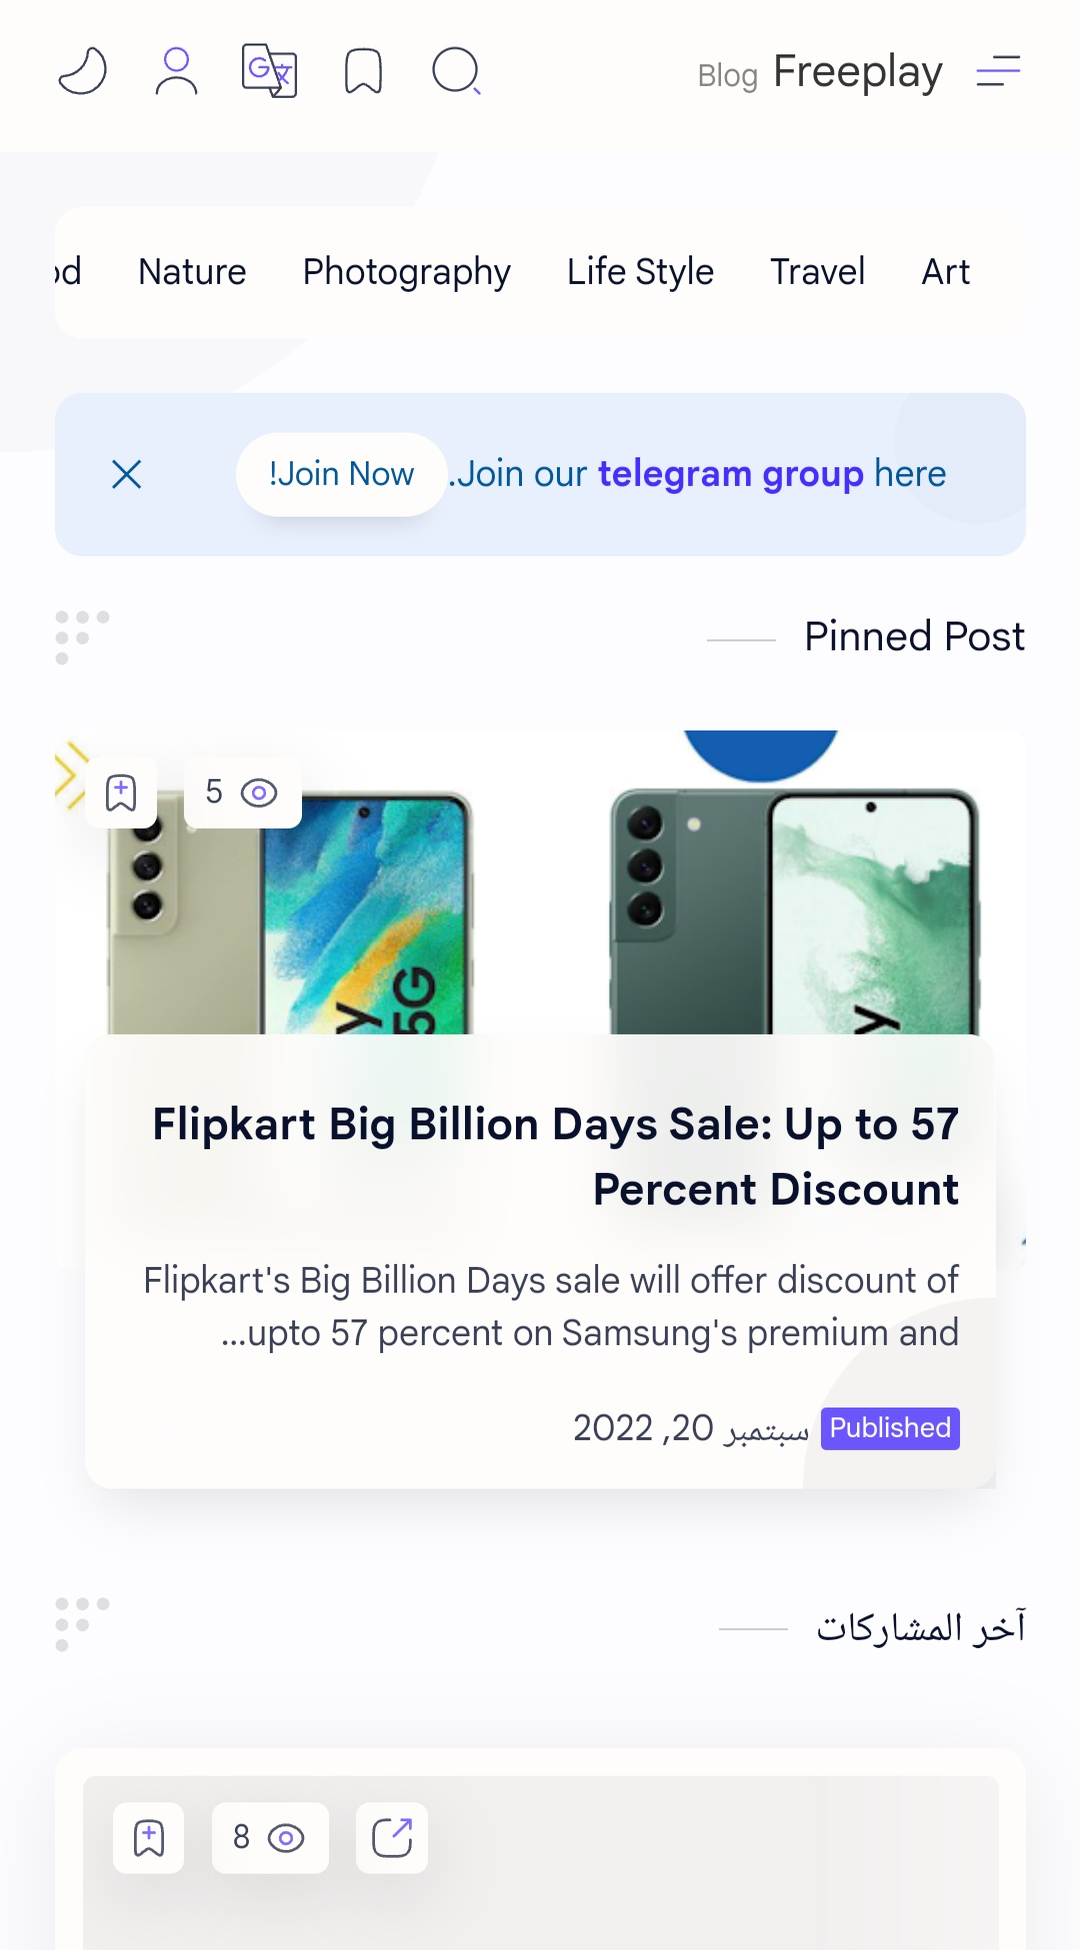 Freeplay Blog
Art Travel Life Style Photography Nature
Join our telegram group here. Join Now!
Pinned Post
5
5G
Flipkart Big Billion Days Sale: Up to 57
Percent Discount
Flipkart's Big Billion Days sale will offer discount of
upto 57 percent on Samsung's premium and...
Published سبتمبر 20, 2022
آخر المشاركات
8